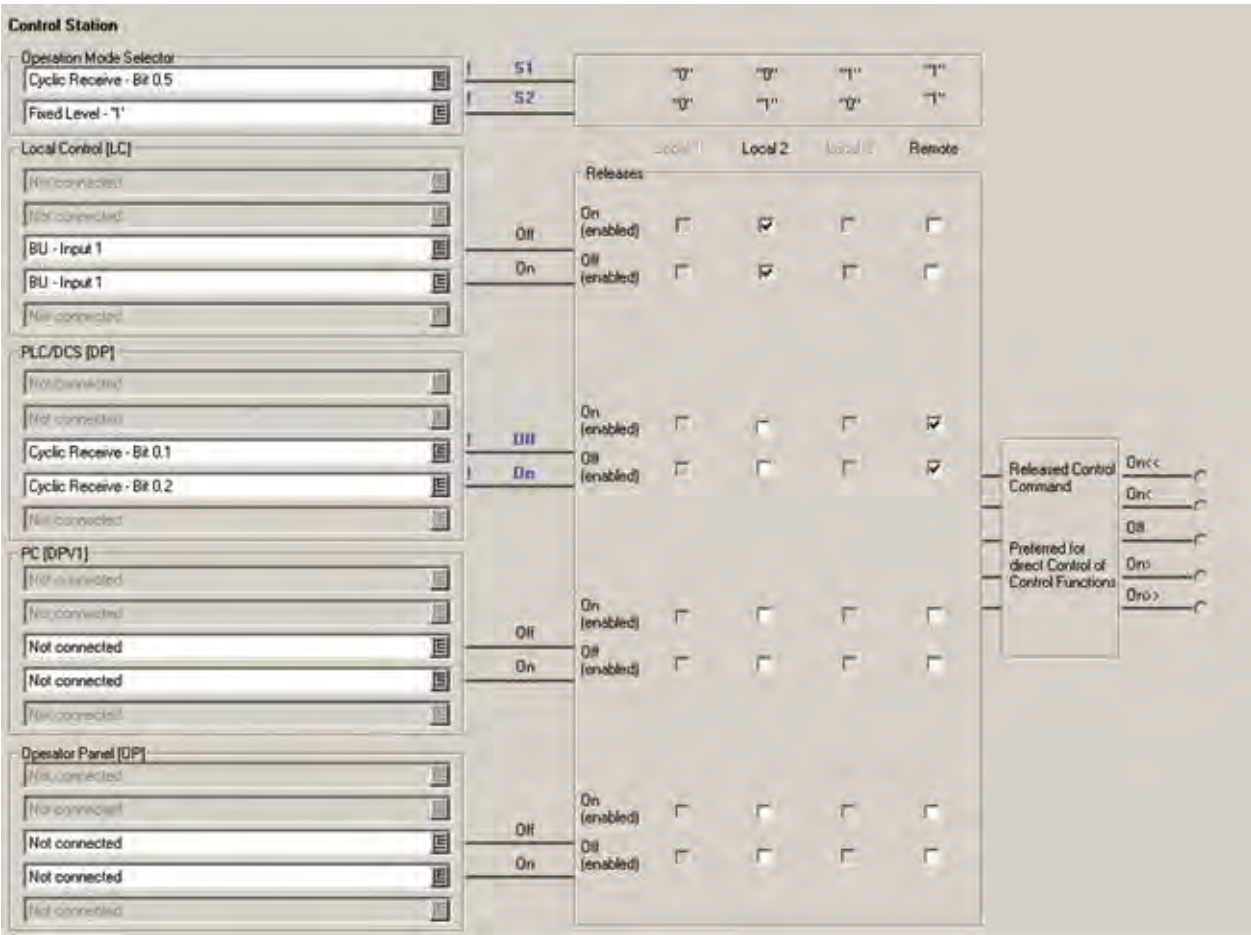 Control Station
Operation Mode Selector
Cyclic Receive - Bit 0.5
! S1
"0" "0" "1" "1"
Fixed Level - '1'
! S2
"0" "1" "0" "1"
Local Control [LC]
Local 1 Local 2 Local 3 Remote
Releases
Not connected
Not connected
On
(enabled)
BU - Input 1
Off
Off
(enabled)
BU - Input 1
On
Not connected
PLC/DCS [DP]
Not connected
Not connected
On
(enabled)
Cyclic Receive - Bit 0.1
! Off
Off
(enabled)
Cyclic Receive - Bit 0.2
! On
Not connected
Released Control
Command
Preferred for
direct Control of
Control Functions
On<<
On<
Off
On>
On>>
PC [DPV1]
Not connected
Not connected
On
(enabled)
Not connected
Off
Off
(enabled)
Not connected
On
Not connected
Operator Panel [OP]
Not connected
Not connected
On
(enabled)
Not connected
Off
Off
(enabled)
Not connected
On
Not connected